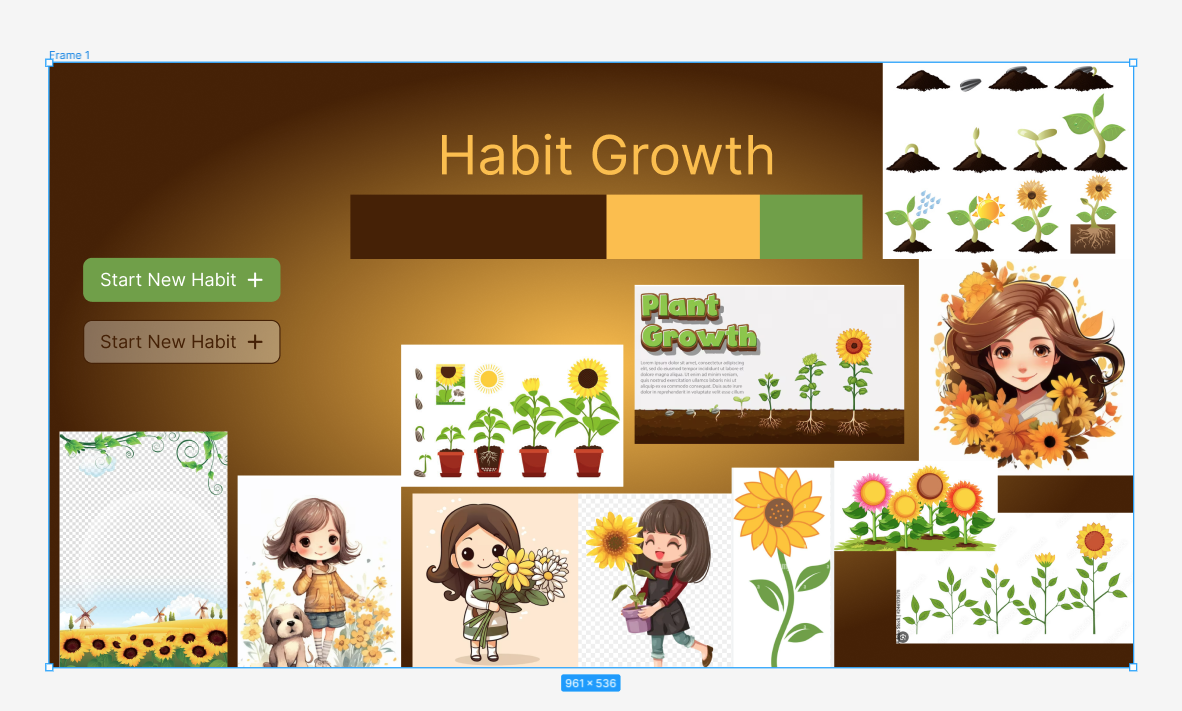 Frame 1
Habit Growth
Start New Habit +
Start New Habit +
Plant
Growth
Lorem ipsum dolor sit amet, consectetur adipiscing
elit, sed do eiusmod tempor incididunt ut labore et
dolore magna aliqua. Ut enim ad minim veniam,
quis nostrud exercitation ullamco laboris nisi ut
aliquip ex ea commodo consequat. Duis aute irure
dolor in reprehenderit in voluptate velit esse cillum.
961 × 536